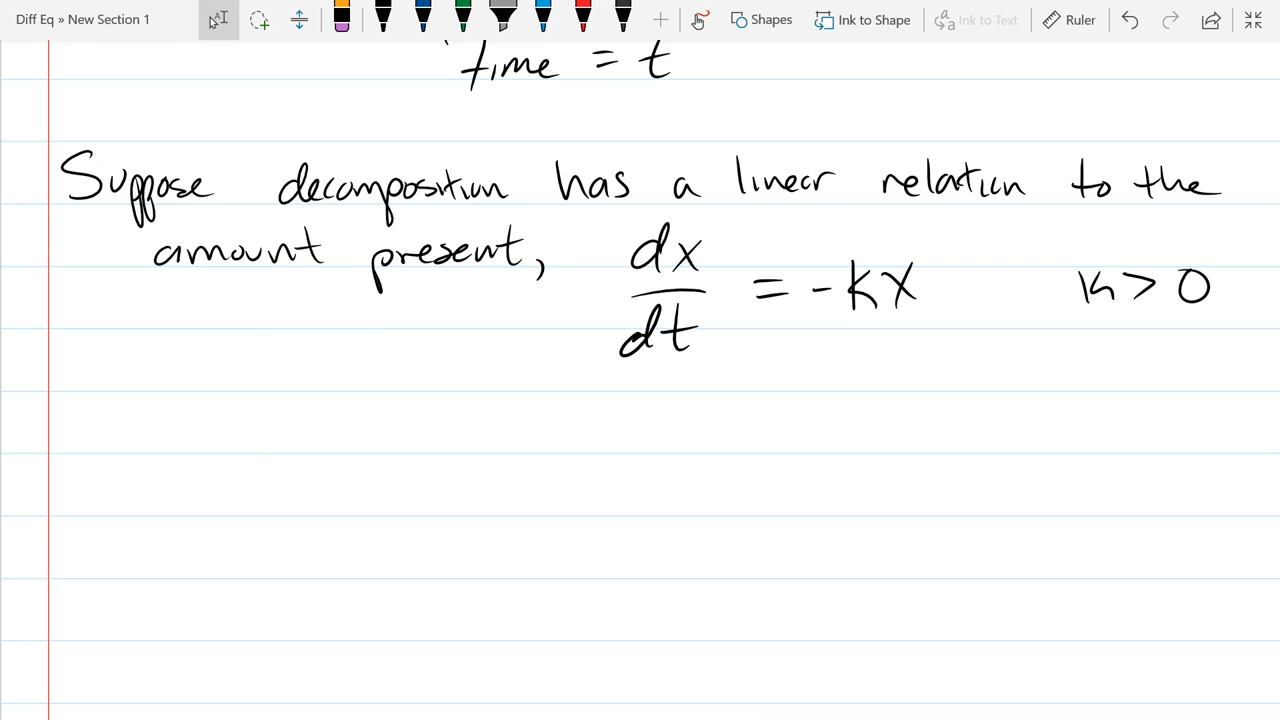 Diff Eq » New Section 1
Shapes
Ink to Shape
Ink to Text
Ruler
time = t
Suppose decomposition has a linear relation to the
amount present, dx/dt = -kx k > 0